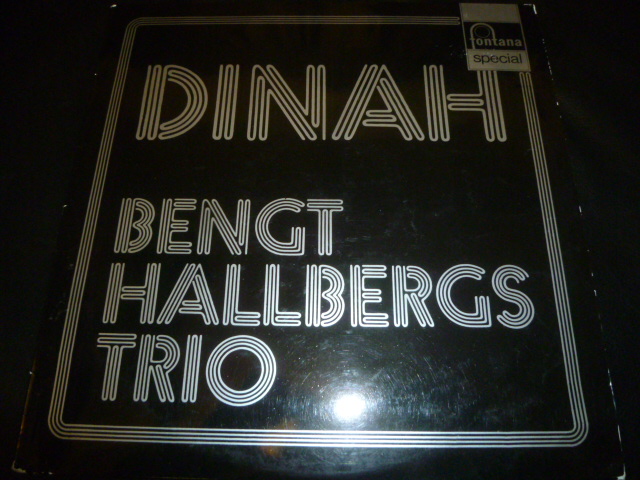 fontana
special
DINAH
BENGT
HALLBERGS
TRIO